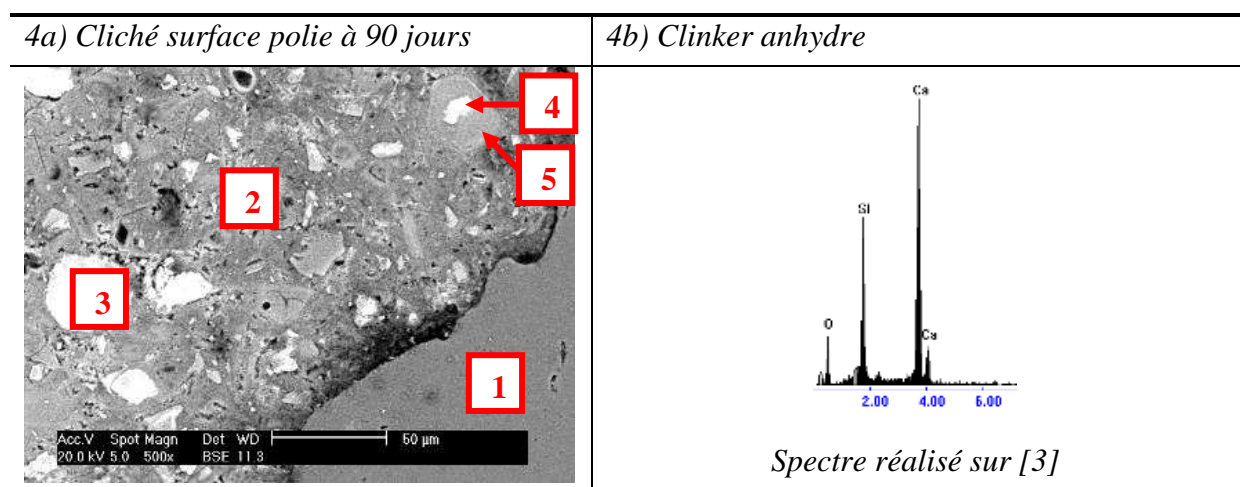 4a) Cliché surface polie à 90 jours
4b) Clinker anhydre
4
5
2
3
1
Acc.V Spot Magn Det WD 50 µm
20.0 kV 5.0 500x BSE 11.3
Ca
Si
O
Ca
2.00 4.00 6.00
Spectre réalisé sur [3]